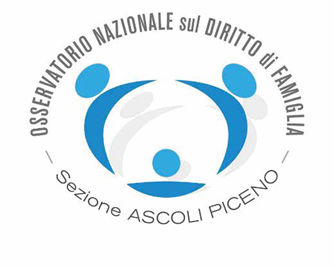 OSSERVATORIO NAZIONALE sul DIRITTO di FAMIGLIA
— Sezione ASCOLI PICENO —